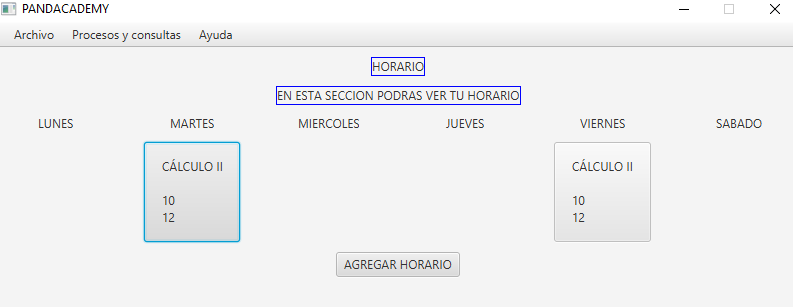 PANDACADEMY
Archivo Procesos y consultas Ayuda
HORARIO
EN ESTA SECCION PODRAS VER TU HORARIO
LUNES MARTES MIERCOLES JUEVES VIERNES SABADO
CÁLCULO II CÁLCULO II
10 10
12 12
AGREGAR HORARIO